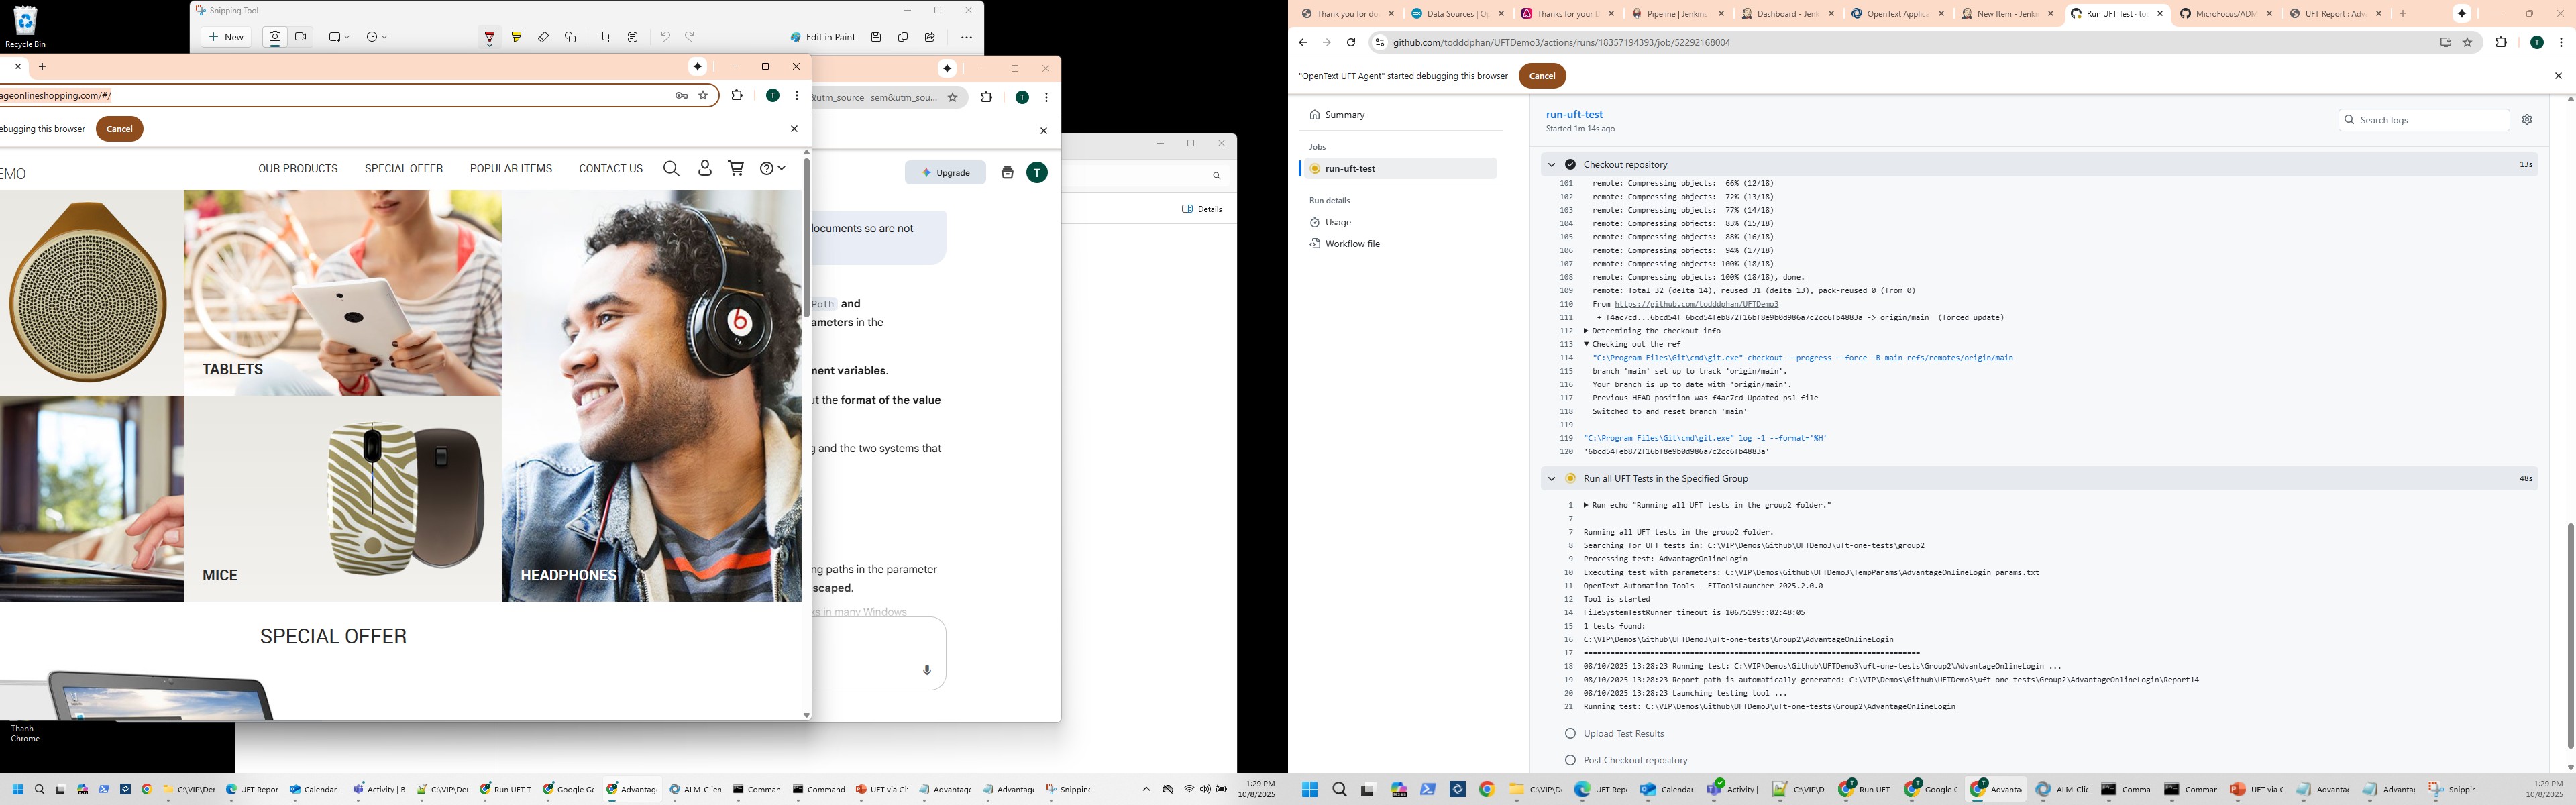 Recycle Bin
Snipping Tool
New
Edit in Paint
ageonlineshopping.com/#/
&utm_source=sem&utm_sou...
ebugging this browser
Cancel
EMO
OUR PRODUCTS
SPECIAL OFFER
POPULAR ITEMS
CONTACT US
TABLETS
MICE
HEADPHONES
SPECIAL OFFER
Upgrade
T
Details
ocuments so are not
Path and
ameters in the
ment variables.
ut the format of the value
g and the two systems that
ng paths in the parameter
scaped.
ks in many Windows
Thanh -
Chrome
C:\VIP\Der
UFT Repor
Calendar -
Activity | B
C:\VIP\Der
Run UFT T
Google Ge
Advantage
ALM-Clien
Comman
Command
UFT via Gi
Advantage
Advantage
Snipping
1:29 PM
10/8/2025
Thank you for do
Data Sources | Op
Thanks for your D
Pipeline | Jenkins
Dashboard - Jenk
OpenText Applica
New Item - Jenki
Run UFT Test · to
MicroFocus/ADM
UFT Report : Adva
github.com/todddphan/UFTDemo3/actions/runs/18357194393/job/52292168004
"OpenText UFT Agent" started debugging this browser
Cancel
Summary
Jobs
run-uft-test
Run details
Usage
Workflow file
run-uft-test
Started 1m 14s ago
Search logs
Checkout repository 13s
101 remote: Compressing objects: 66% (12/18)
102 remote: Compressing objects: 72% (13/18)
103 remote: Compressing objects: 77% (14/18)
104 remote: Compressing objects: 83% (15/18)
105 remote: Compressing objects: 88% (16/18)
106 remote: Compressing objects: 94% (17/18)
107 remote: Compressing objects: 100% (18/18)
108 remote: Compressing objects: 100% (18/18), done.
109 remote: Total 32 (delta 14), reused 31 (delta 13), pack-reused 0 (from 0)
110 From https://github.com/todddphan/UFTDemo3
111 + f4ac7cd...6bcd54f 6bcd54feb872f16bf8e9b0d986a7c2cc6fb4883a -> origin/main (forced update)
112 Determining the checkout info
113 Checking out the ref
114 "C:\Program Files\Git\cmd\git.exe" checkout --progress --force -B main refs/remotes/origin/main
115 branch 'main' set up to track 'origin/main'.
116 Your branch is up to date with 'origin/main'.
117 Previous HEAD position was f4ac7cd Updated ps1 file
118 Switched to and reset branch 'main'
119
119 "C:\Program Files\Git\cmd\git.exe" log -1 --format='%H'
120 '6bcd54feb872f16bf8e9b0d986a7c2cc6fb4883a'
Run all UFT Tests in the Specified Group 48s
1 Run echo "Running all UFT tests in the group2 folder."
7
7 Running all UFT tests in the group2 folder.
8 Searching for UFT tests in: C:\VIP\Demos\Github\UFTDemo3\uft-one-tests\group2
9 Processing test: AdvantageOnlineLogin
10 Executing test with parameters: C:\VIP\Demos\Github\UFTDemo3\TempParams\AdvantageOnlineLogin_params.txt
11 OpenText Automation Tools - FTToolsLauncher 2025.2.0.0
12 Tool is started
14 FileSystemTestRunner timeout is 10675199::02:48:05
15 1 tests found:
16 C:\VIP\Demos\Github\UFTDemo3\uft-one-tests\Group2\AdvantageOnlineLogin
17 ============================================================================
18 08/10/2025 13:28:23 Running test: C:\VIP\Demos\Github\UFTDemo3\uft-one-tests\Group2\AdvantageOnlineLogin ...
19 08/10/2025 13:28:23 Report path is automatically generated: C:\VIP\Demos\Github\UFTDemo3\uft-one-tests\Group2\AdvantageOnlineLogin\Report14
20 08/10/2025 13:28:23 Launching testing tool ...
21 Running test: C:\VIP\Demos\Github\UFTDemo3\uft-one-tests\Group2\AdvantageOnlineLogin
Upload Test Results
Post Checkout repository
C:\VIP\D
UFT Rep
Calendar
Activity |
C:\VIP\D
Run UFT
Google G
Advanta
ALM-Clie
Comma
Commar
UFT via G
Advantag
Advantag
Snippir
1:29 PM
10/8/2025